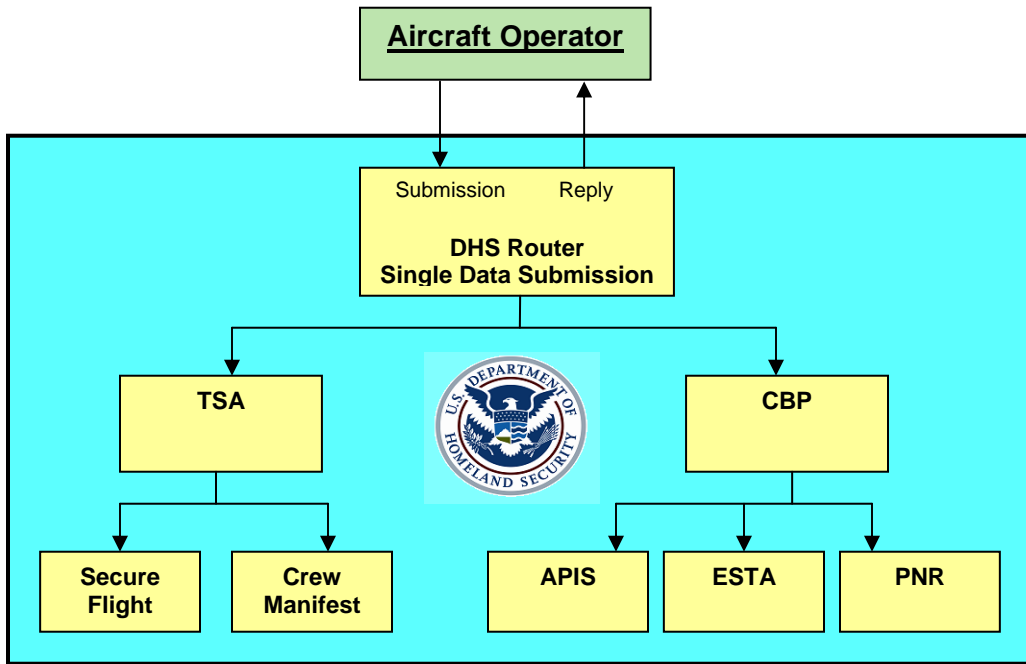 Aircraft Operator
Submission Reply
DHS Router
Single Data Submission
U.S. DEPARTMENT OF
HOMELAND SECURITY
TSA
CBP
Secure
Flight
Crew
Manifest
APIS
ESTA
PNR